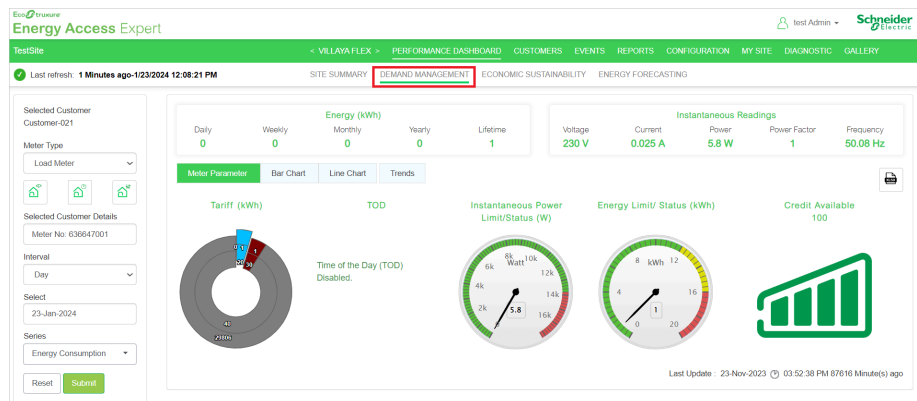 EcoStruxure
Energy Access Expert
test Admin
Schneider
Electric
TestSite
< VILLAYA FLEX >
PERFORMANCE DASHBOARD
CUSTOMERS
EVENTS
REPORTS
CONFIGURATION
MY SITE
DIAGNOSTIC
GALLERY
Last refresh: 1 Minutes ago-1/23/2024 12:08:21 PM
SITE SUMMARY
DEMAND MANAGEMENT
ECONOMIC SUSTAINABILITY
ENERGY FORECASTING
Selected Customer
Customer-021
Meter Type
Load Meter
Selected Customer Details
Meter No: 636647001
Interval
Day
Select
23-Jan-2024
Series
Energy Consumption
Reset
Submit
Energy (kWh)
Daily Weekly Monthly Yearly Lifetime
0 0 0 0 1
Instantaneous Readings
Voltage Current Power Power Factor Frequency
230 V 0.025 A 5.8 W 1 50.08 Hz
Meter Parameter
Bar Chart
Line Chart
Trends
Tariff (kWh)
0 1
1
50 30
40
29806
TOD
Time of the Day (TOD)
Disabled.
Instantaneous Power
Limit/Status (W)
8k 10k
6k Watt
12k
4k
14k
2k
5.8
16k
Energy Limit/ Status (kWh)
8 kWh 12
4 16
1
0 20
Credit Available
100
Last Update : 23-Nov-2023 03:52:38 PM 87616 Minute(s) ago